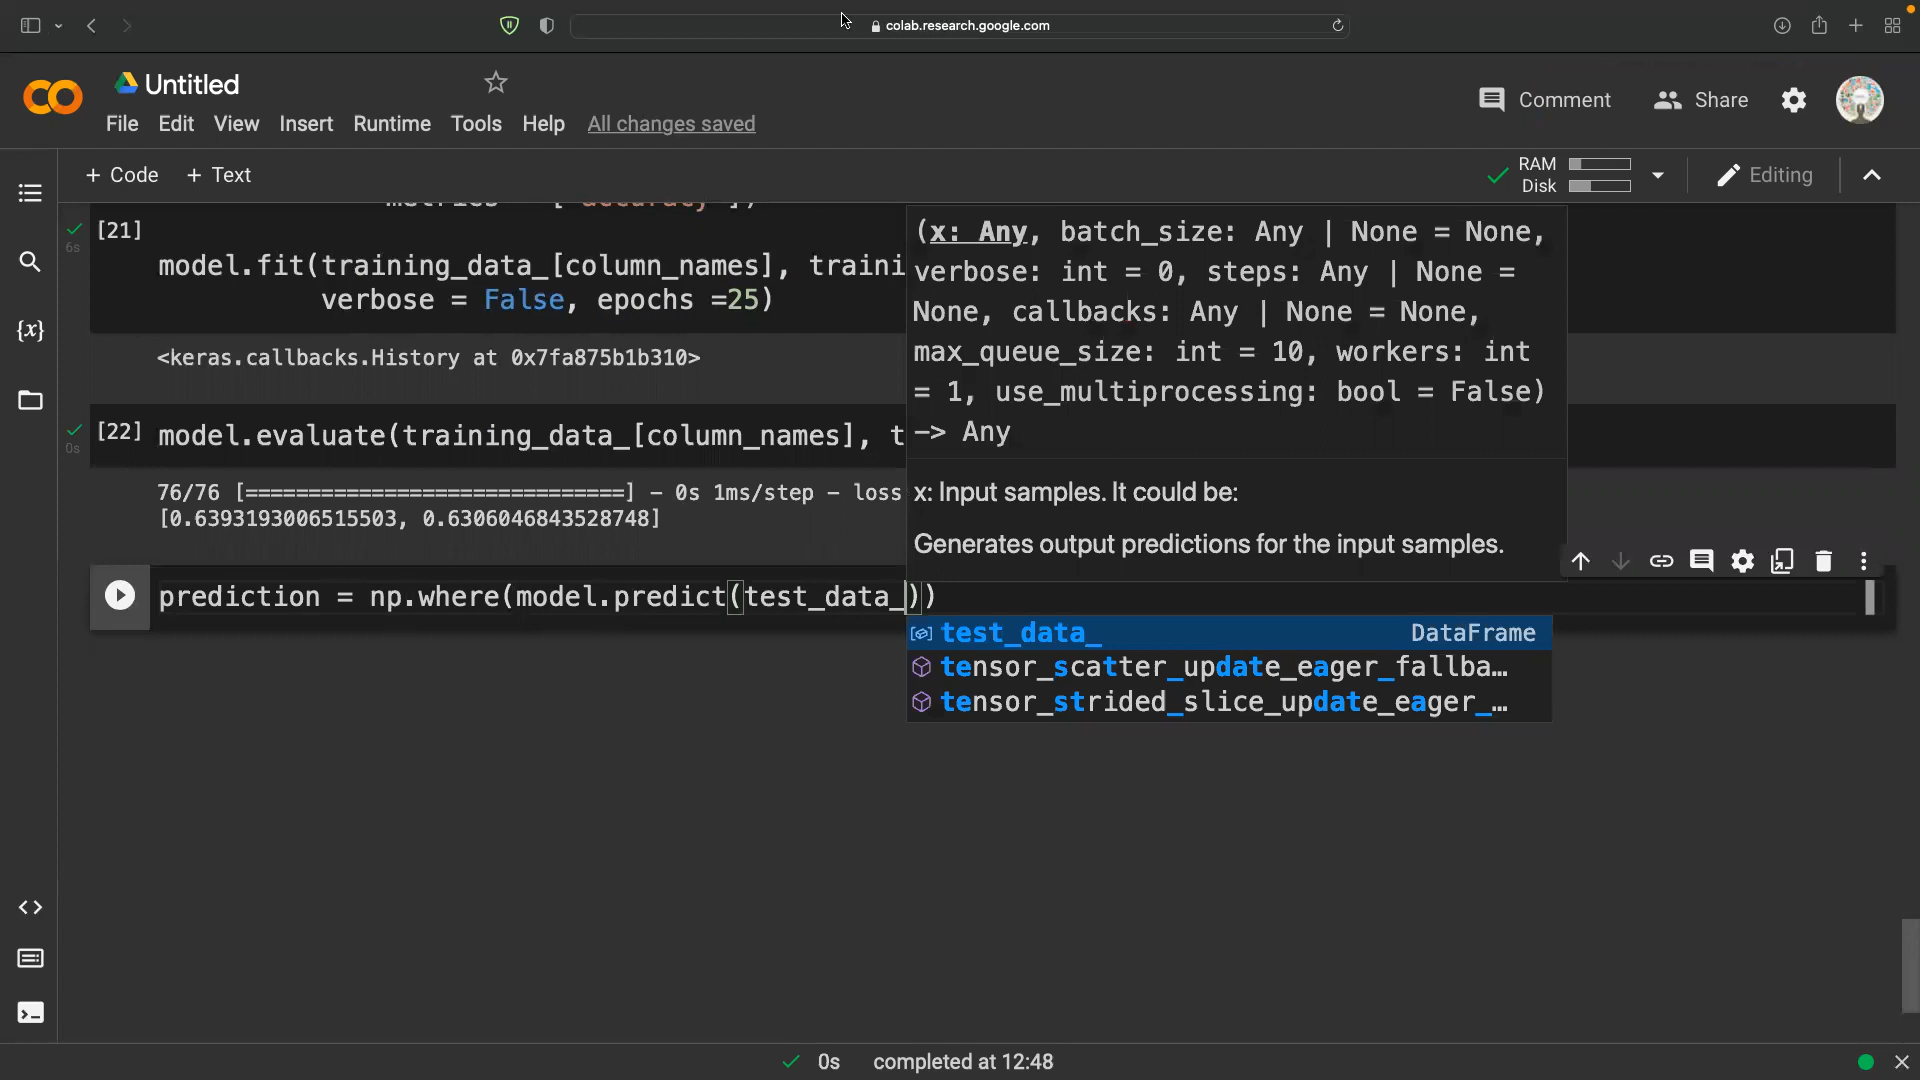 colab.research.google.com
Untitled
File Edit View Insert Runtime Tools Help All changes saved
Comment
Share
+ Code + Text
RAM
Disk
Editing
[21]
6s
model.fit(training_data_[column_names], traini
verbose = False, epochs =25)
<keras.callbacks.History at 0x7fa875b1b310>
[22] model.evaluate(training_data_[column_names], t
0s
76/76 [==============================] - 0s 1ms/step - loss
[0.6393193006515503, 0.6306046843528748]
prediction = np.where(model.predict(test_data_))
(x: Any, batch_size: Any | None = None,
verbose: int = 0, steps: Any | None =
None, callbacks: Any | None = None,
max_queue_size: int = 10, workers: int
= 1, use_multiprocessing: bool = False)
-> Any
x: Input samples. It could be:
Generates output predictions for the input samples.
test_data_ DataFrame
tensor_scatter_update_eager_fallba…
tensor_strided_slice_update_eager_…
0s completed at 12:48